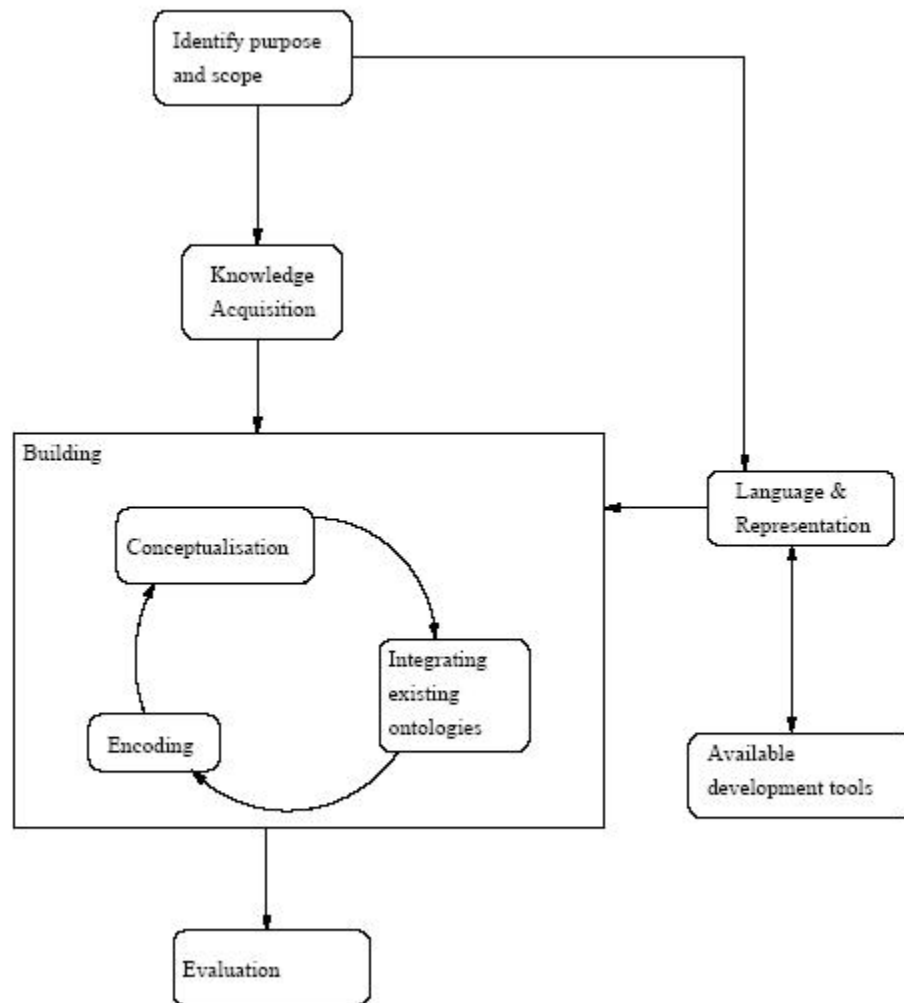 Identify purpose
and scope
Knowledge
Acquisition
Building
Conceptualisation
Integrating
existing
ontologies
Encoding
Language &
Representation
Available
development tools
Evaluation